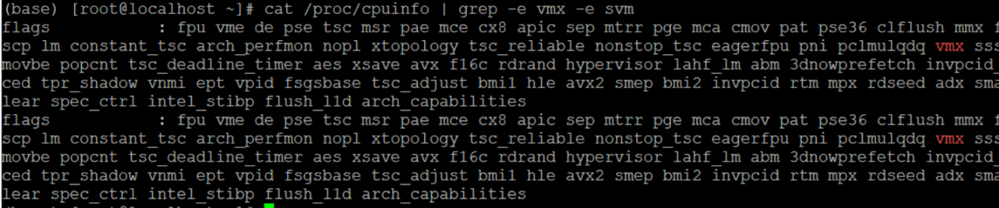 (base) [root@localhost ~]# cat /proc/cpuinfo | grep -e vmx -e svm
flags : fpu vme de pse tsc msr pae mce cx8 apic sep mtrr pge mca cmov pat pse36 clflush mmx f
scp lm constant_tsc arch_perfmon nopl xtopology tsc_reliable nonstop_tsc eagerfpu pni pclmulqdq vmx sss
movbe popcnt tsc_deadline_timer aes xsave avx f16c rdrand hypervisor lahf_lm abm 3dnowprefetch invpcid_
ced tpr_shadow vnmi ept vpid fsgsbase tsc_adjust bmi1 hle avx2 smep bmi2 invpcid rtm mpx rdseed adx sma
lear spec_ctrl intel_stibp flush_l1d arch_capabilities
flags : fpu vme de pse tsc msr pae mce cx8 apic sep mtrr pge mca cmov pat pse36 clflush mmx f
scp lm constant_tsc arch_perfmon nopl xtopology tsc_reliable nonstop_tsc eagerfpu pni pclmulqdq vmx sss
movbe popcnt tsc_deadline_timer aes xsave avx f16c rdrand hypervisor lahf_lm abm 3dnowprefetch invpcid_
ced tpr_shadow vnmi ept vpid fsgsbase tsc_adjust bmi1 hle avx2 smep bmi2 invpcid rtm mpx rdseed adx sma
lear spec_ctrl intel_stibp flush_l1d arch_capabilities